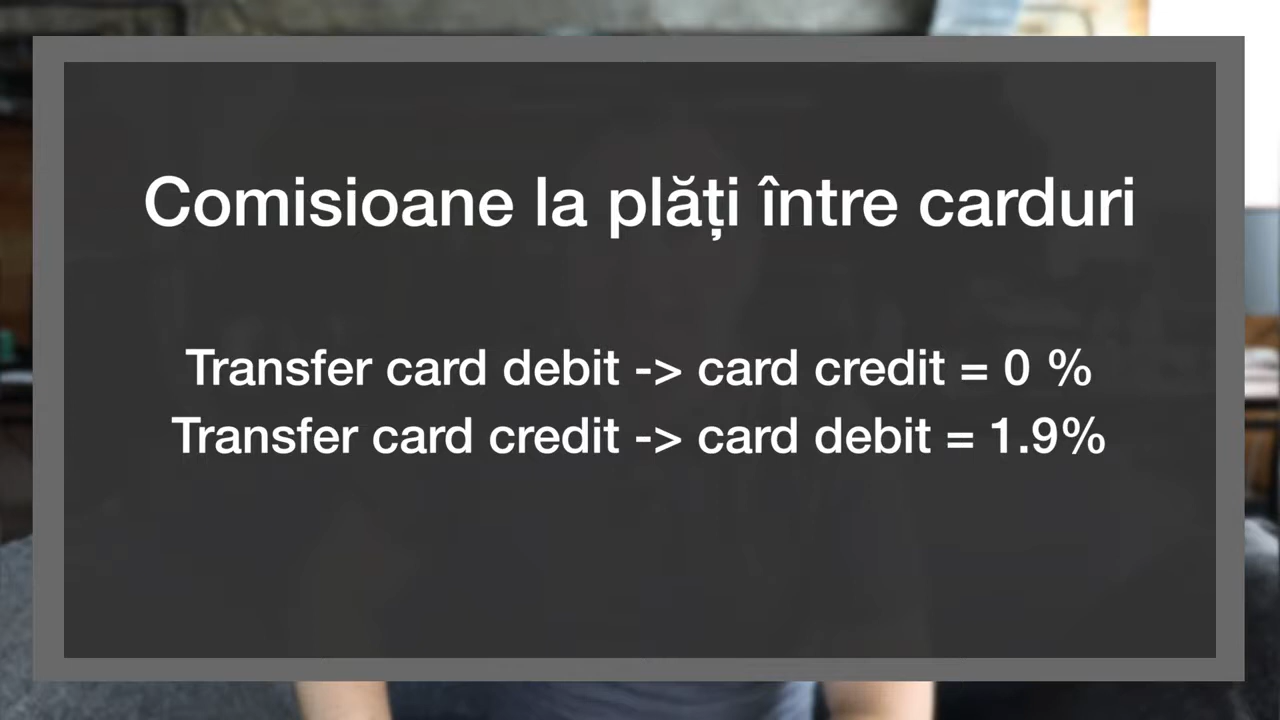 Comisioane la plăți între carduri
Transfer card debit -> card credit = 0 %
Transfer card credit -> card debit = 1.9%